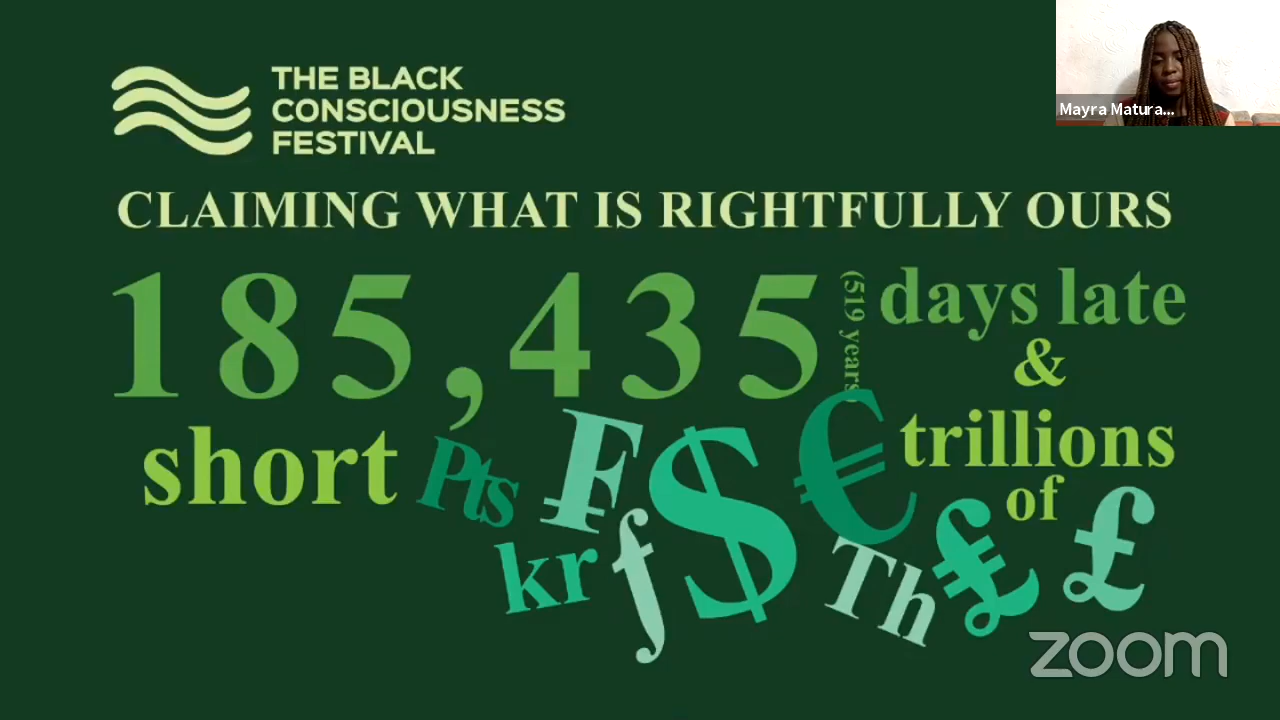 THE BLACK
CONSCIOUSNESS
FESTIVAL
Mayra Matura...
CLAIMING WHAT IS RIGHTFULLY OURS
185,435
(519 years)
days late
&
short
trillions
of
Pts
₣
$
€
kr
ƒ
Th
₤
£
zoom